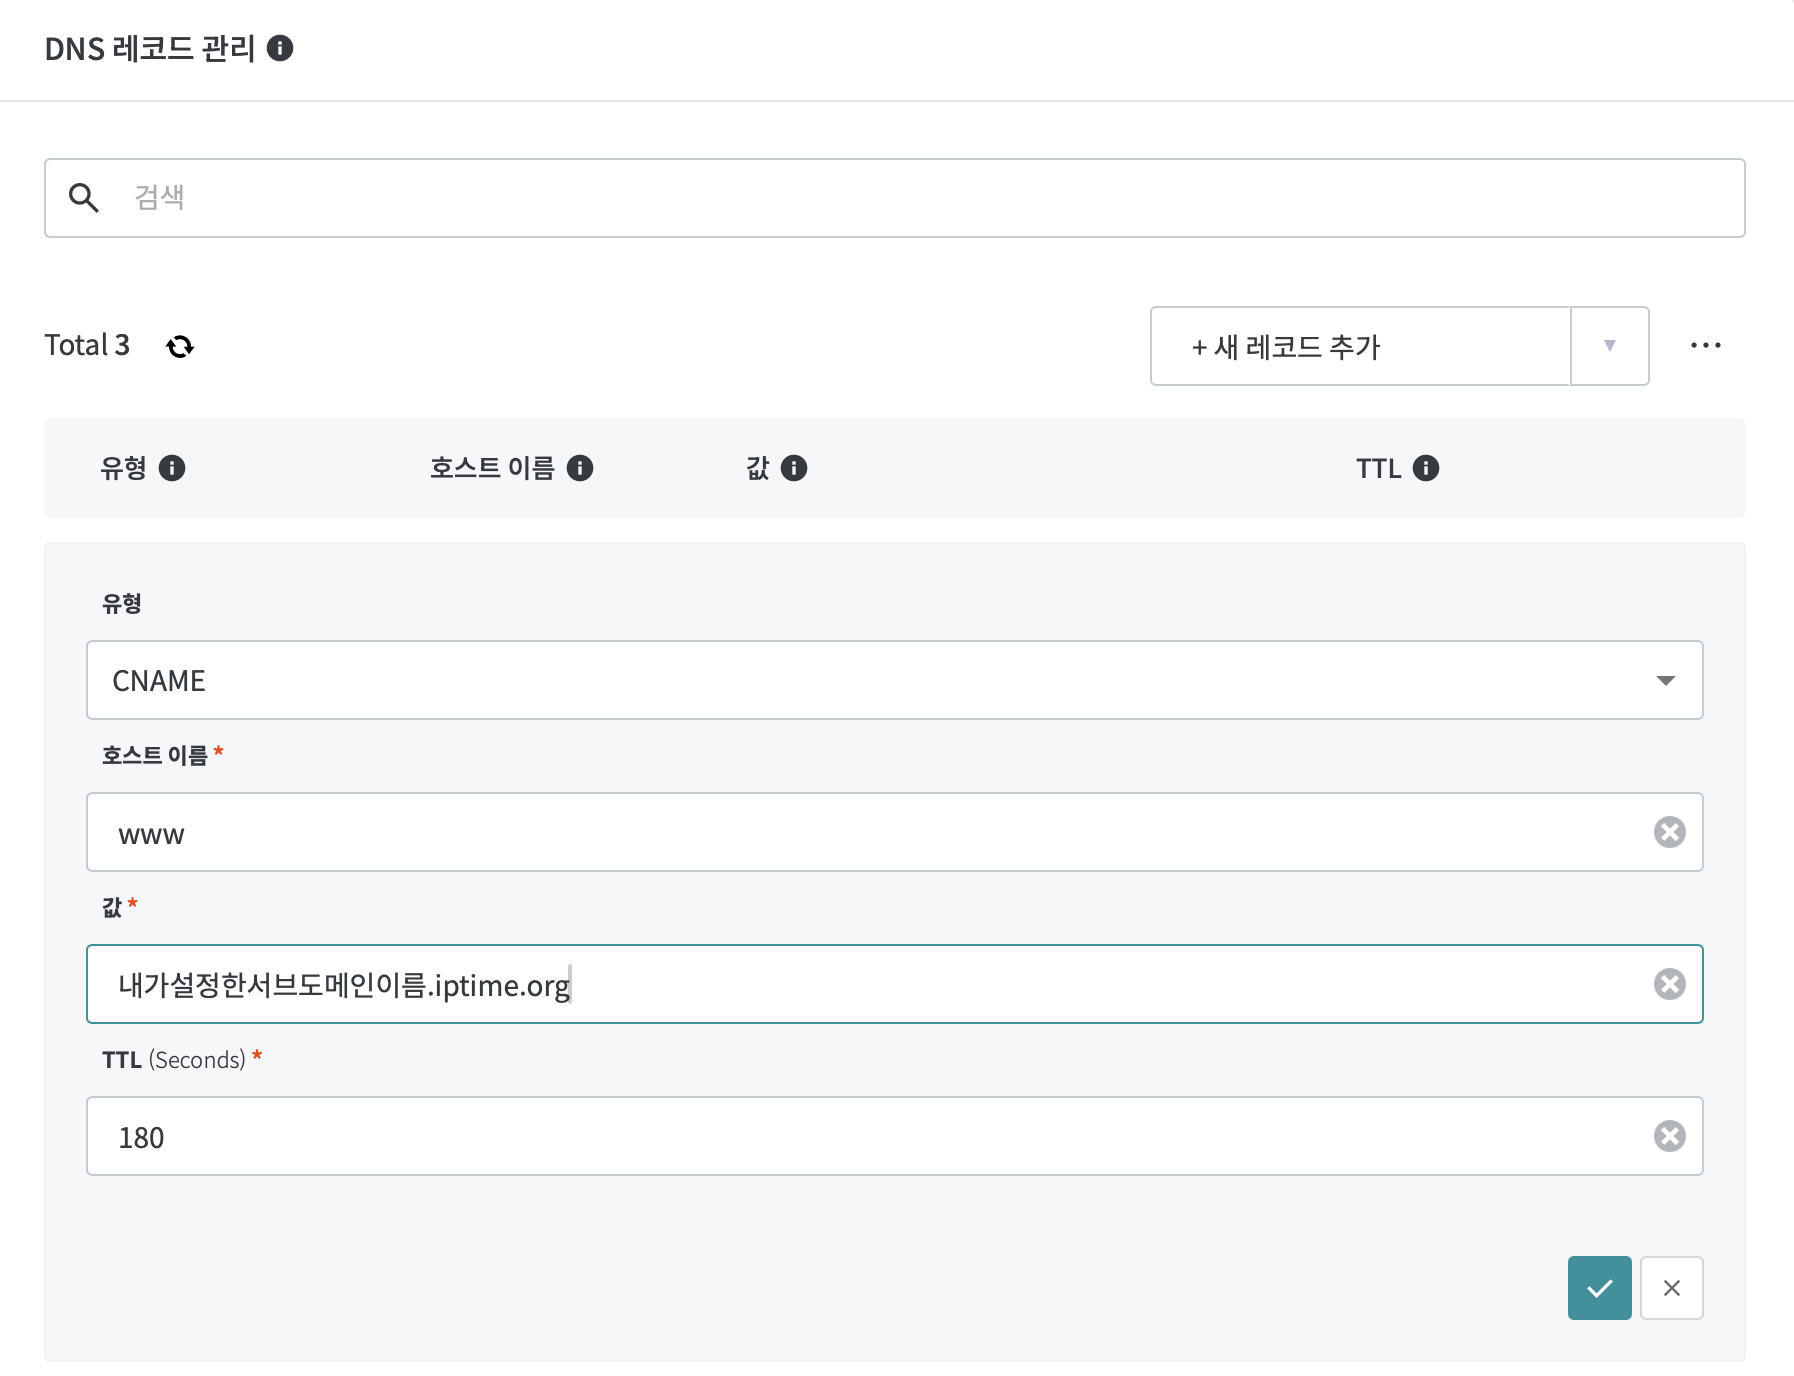 DNS 레코드 관리
검색
Total 3
+ 새 레코드 추가
유형 호스트 이름 값 TTL
유형
CNAME
호스트 이름 *
www
값 *
내가설정한서브도메인이름.iptime.org
TTL (Seconds) *
180